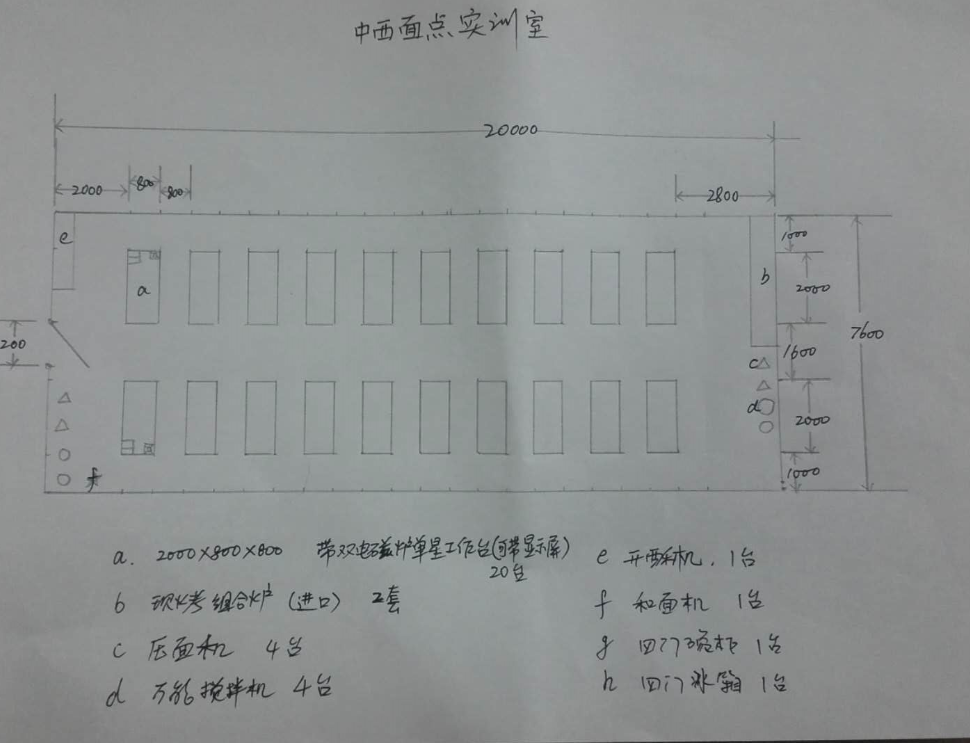 中西面点实训室
20000
2000
800
800
2800
e
a
b
1000
2000
7600
200
1600
c
d
2000
1000
f
a. 2000×800×800 带双电磁炉单星工作台(可带显示屏)
20台
b 现烤组合炉 (进口) 2套
c 压面机 4台
d 万能搅拌机 4台
e 开酥机. 1台
f 和面机 1台
g 四门碗柜 1台
h 四门冰箱 1台